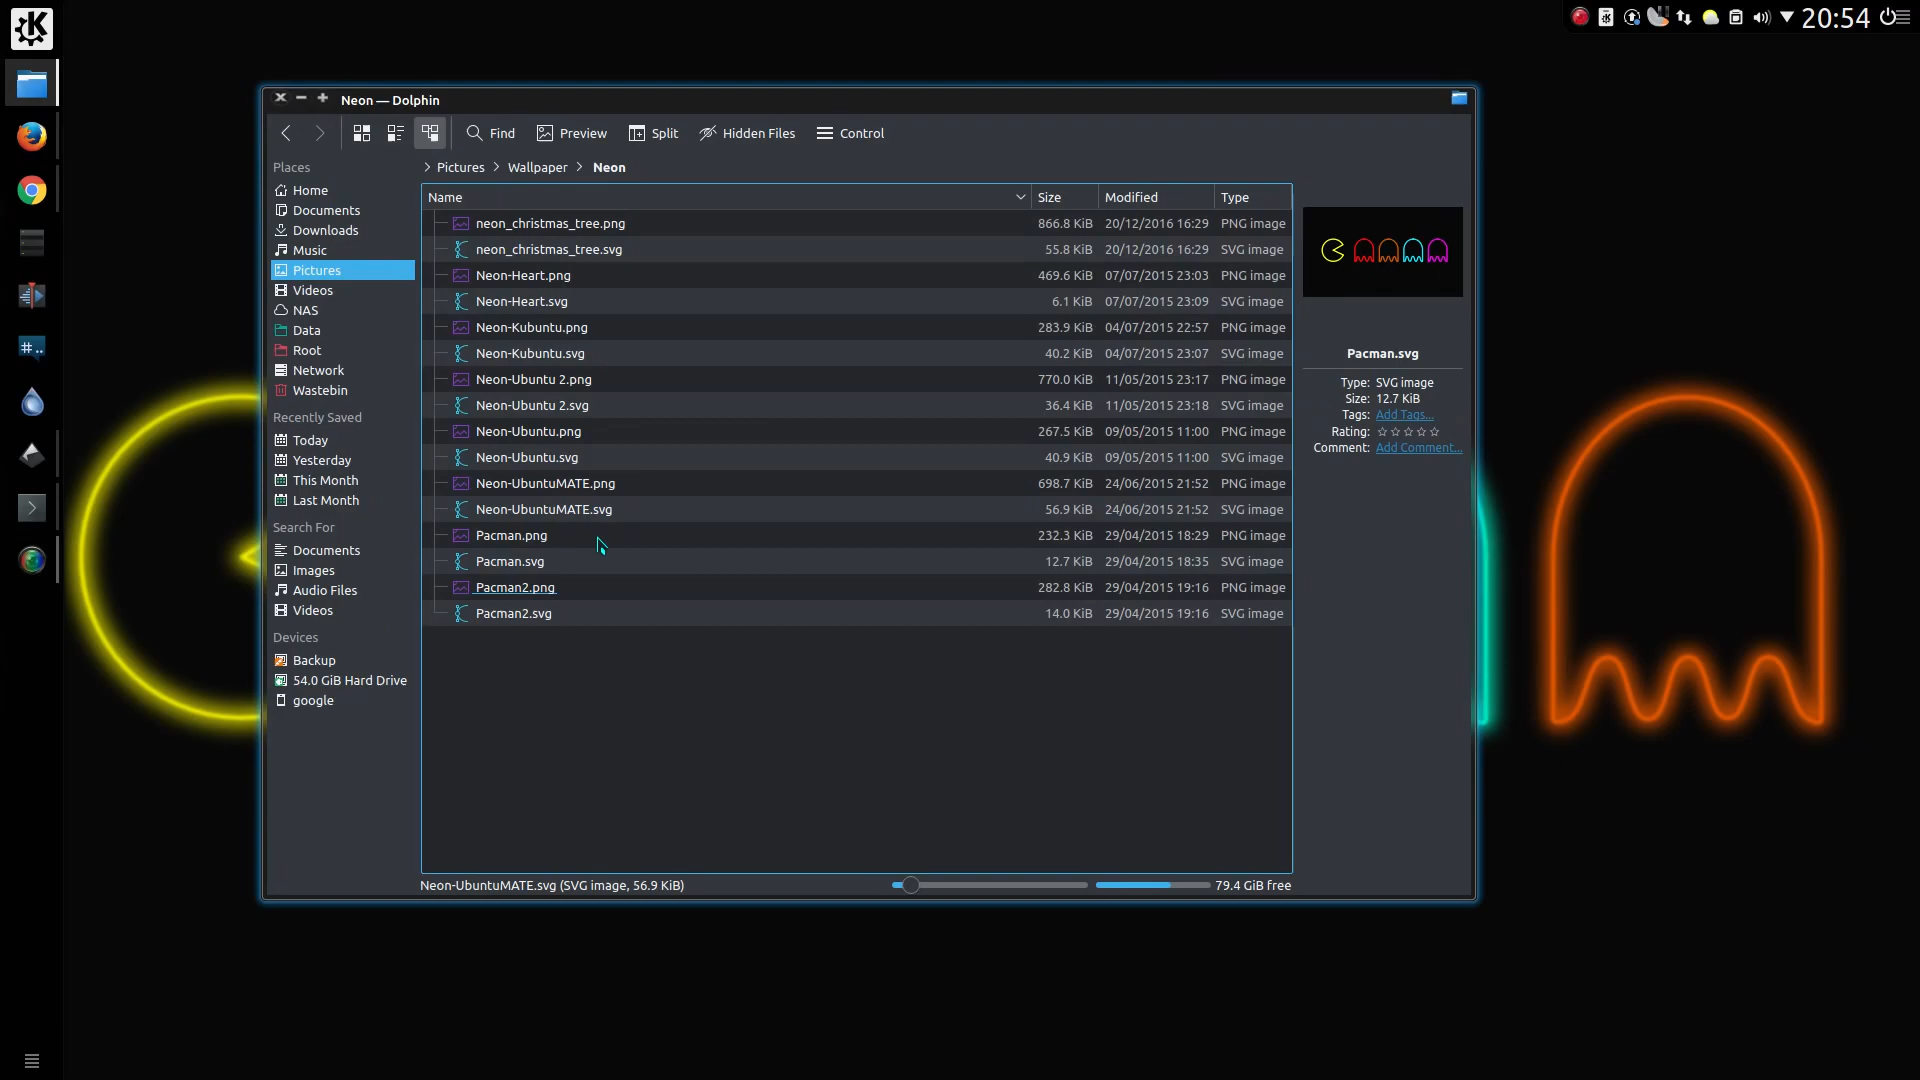 20:54
Neon — Dolphin
Find Preview Split Hidden Files Control
Places
Home
Documents
Downloads
Music
Pictures
Videos
NAS
Data
Root
Network
Wastebin
Recently Saved
Today
Yesterday
This Month
Last Month
Search For
Documents
Images
Audio Files
Videos
Devices
Backup
54.0 GiB Hard Drive
google
> Pictures > Wallpaper > Neon
Name Size Modified Type
neon_christmas_tree.png 866.8 KiB 20/12/2016 16:29 PNG image
neon_christmas_tree.svg 55.8 KiB 20/12/2016 16:29 SVG image
Neon-Heart.png 469.6 KiB 07/07/2015 23:03 PNG image
Neon-Heart.svg 6.1 KiB 07/07/2015 23:09 SVG image
Neon-Kubuntu.png 283.9 KiB 04/07/2015 22:57 PNG image
Neon-Kubuntu.svg 40.2 KiB 04/07/2015 23:07 SVG image
Neon-Ubuntu 2.png 770.0 KiB 11/05/2015 23:17 PNG image
Neon-Ubuntu 2.svg 36.4 KiB 11/05/2015 23:18 SVG image
Neon-Ubuntu.png 267.5 KiB 09/05/2015 11:00 PNG image
Neon-Ubuntu.svg 40.9 KiB 09/05/2015 11:00 SVG image
Neon-UbuntuMATE.png 698.7 KiB 24/06/2015 21:52 PNG image
Neon-UbuntuMATE.svg 56.9 KiB 24/06/2015 21:52 SVG image
Pacman.png 232.3 KiB 29/04/2015 18:29 PNG image
Pacman.svg 12.7 KiB 29/04/2015 18:35 SVG image
Pacman2.png 282.8 KiB 29/04/2015 19:16 PNG image
Pacman2.svg 14.0 KiB 29/04/2015 19:16 SVG image
Pacman.svg
Type: SVG image
Size: 12.7 KiB
Tags: Add Tags...
Rating:
Comment: Add Comment...
Neon-UbuntuMATE.svg (SVG image, 56.9 KiB) 79.4 GiB free